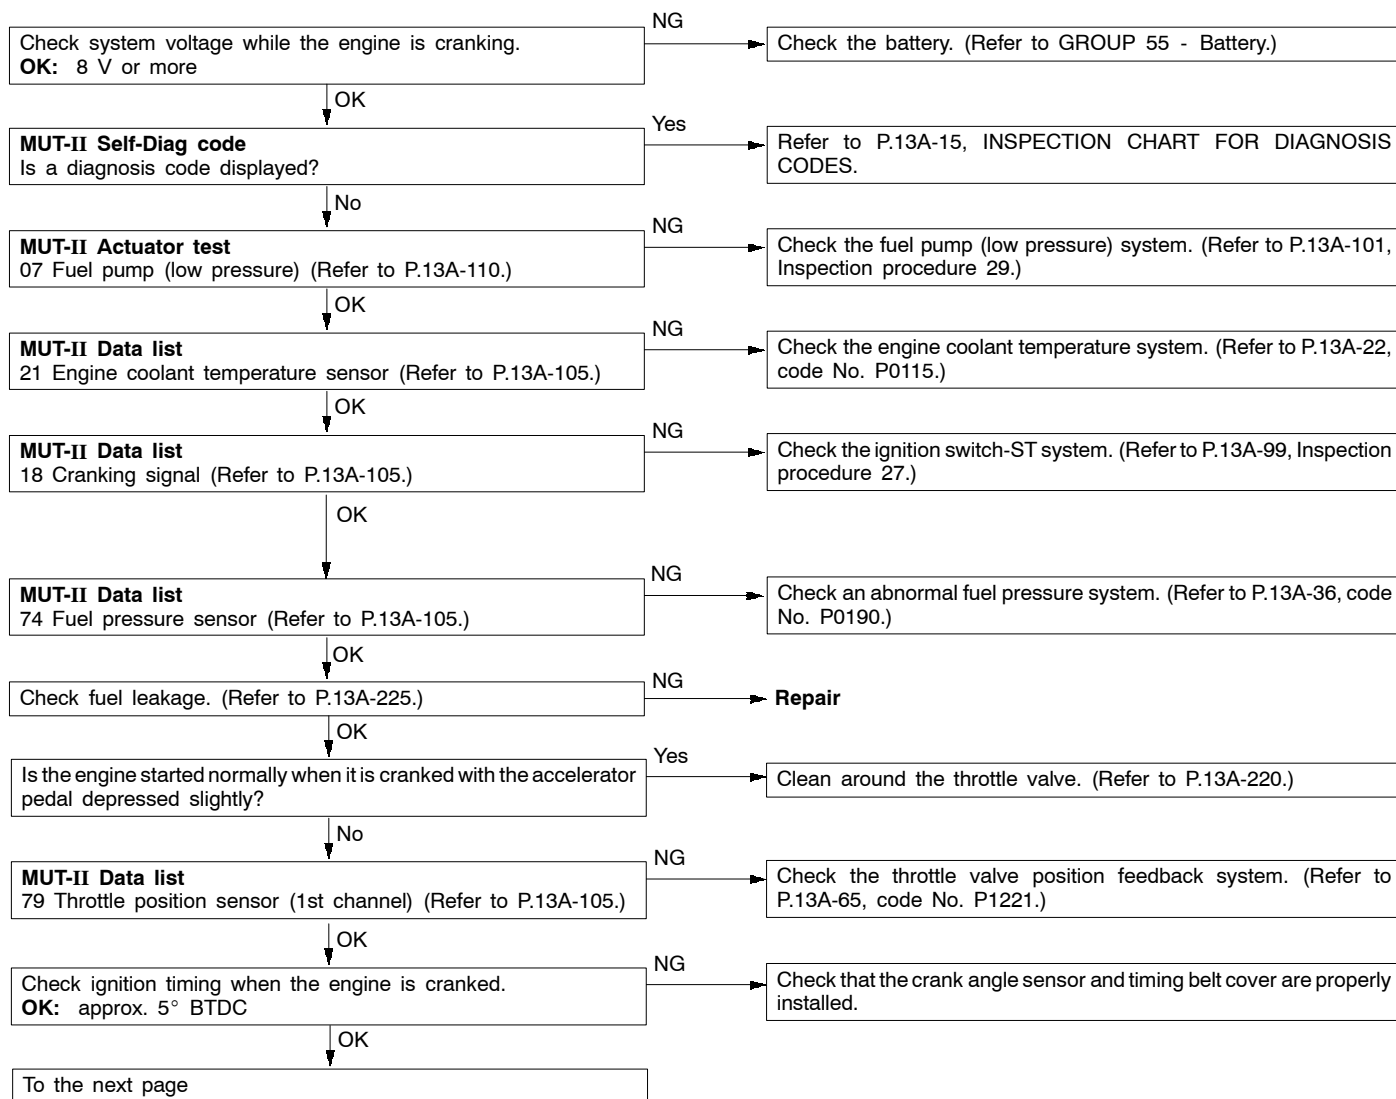 Check system voltage while the engine is cranking.
OK: 8 V or more
NG
Check the battery. (Refer to GROUP 55 - Battery.)
OK
MUT-II Self-Diag code
Is a diagnosis code displayed?
Yes
Refer to P.13A-15, INSPECTION CHART FOR DIAGNOSIS
CODES.
No
MUT-II Actuator test
07 Fuel pump (low pressure) (Refer to P.13A-110.)
NG
Check the fuel pump (low pressure) system. (Refer to P.13A-101,
Inspection procedure 29.)
OK
MUT-II Data list
21 Engine coolant temperature sensor (Refer to P.13A-105.)
NG
Check the engine coolant temperature system. (Refer to P.13A-22,
code No. P0115.)
OK
MUT-II Data list
18 Cranking signal (Refer to P.13A-105.)
NG
Check the ignition switch-ST system. (Refer to P.13A-99, Inspection
procedure 27.)
OK
MUT-II Data list
74 Fuel pressure sensor (Refer to P.13A-105.)
NG
Check an abnormal fuel pressure system. (Refer to P.13A-36, code
No. P0190.)
OK
Check fuel leakage. (Refer to P.13A-225.)
NG
Repair
OK
Is the engine started normally when it is cranked with the accelerator
pedal depressed slightly?
Yes
Clean around the throttle valve. (Refer to P.13A-220.)
No
MUT-II Data list
79 Throttle position sensor (1st channel) (Refer to P.13A-105.)
NG
Check the throttle valve position feedback system. (Refer to
P.13A-65, code No. P1221.)
OK
Check ignition timing when the engine is cranked.
OK: approx. 5° BTDC
NG
Check that the crank angle sensor and timing belt cover are properly
installed.
OK
To the next page